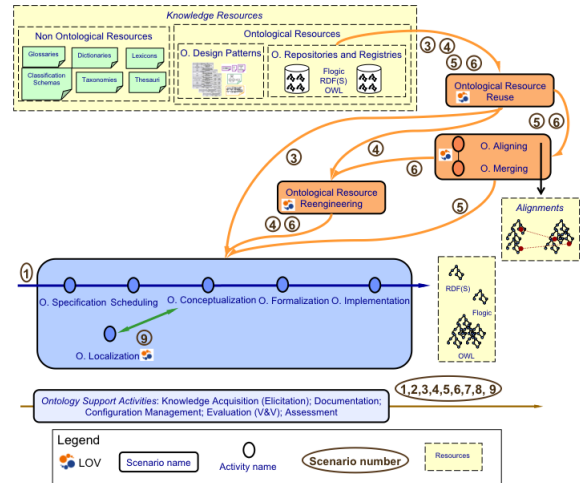 Knowledge Resources
Non Ontological Resources
Glossaries
Dictionaries
Lexicons
Classification
Schemas
Taxonomies
Thesauri
Ontological Resources
O. Design Patterns
O. Repositories and Registries
Flogic
RDF(S)
OWL
3 4
5 6
Ontological Resource
Reuse
5 6
O. Aligning
O. Merging
3
4
6
5
Ontological Resource
Reengineering
4 6
Alignments
1
O. Specification Scheduling O. Conceptualization O. Formalization O. Implementation
9
O. Localization
RDF(S)
Flogic
OWL
Ontology Support Activities: Knowledge Acquisition (Elicitation); Documentation;
Configuration Management; Evaluation (V&V); Assessment
1,2,3,4,5,6,7,8, 9
Legend
LOV
Scenario name
Activity name
Scenario number
Resources